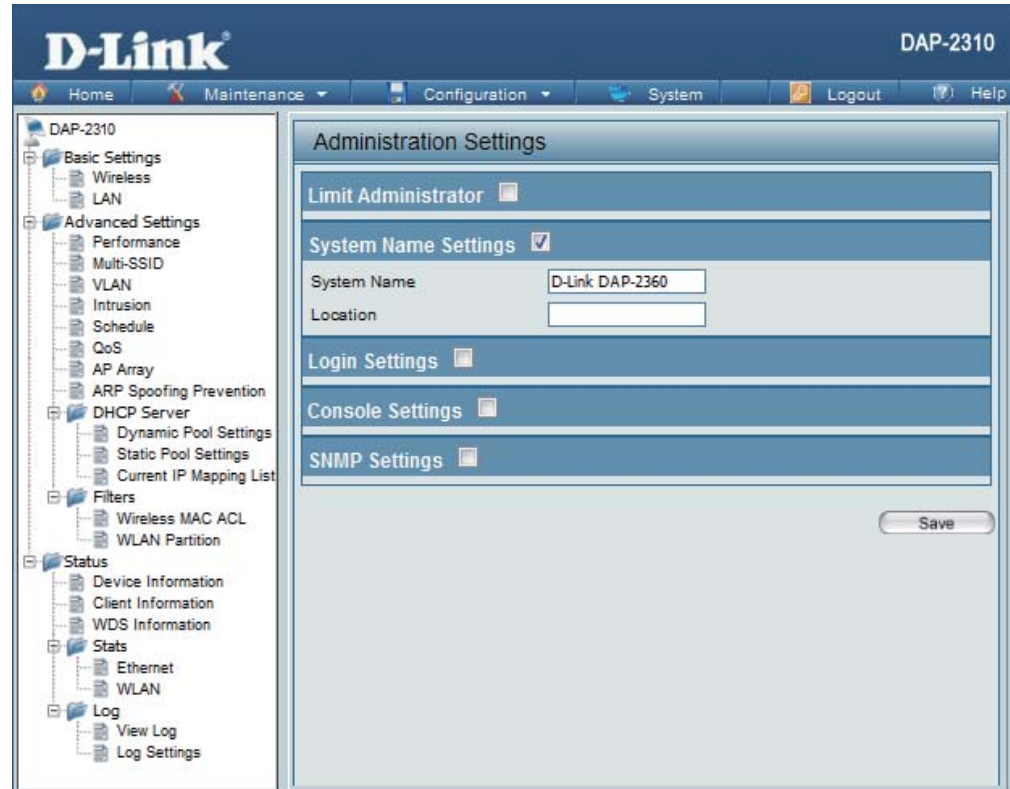 D-Link
DAP-2310
Home Maintenance Configuration System Logout Help
DAP-2310
Basic Settings
Wireless
LAN
Advanced Settings
Performance
Multi-SSID
VLAN
Intrusion
Schedule
QoS
AP Array
ARP Spoofing Prevention
DHCP Server
Dynamic Pool Settings
Static Pool Settings
Current IP Mapping List
Filters
Wireless MAC ACL
WLAN Partition
Status
Device Information
Client Information
WDS Information
Stats
Ethernet
WLAN
Log
View Log
Log Settings
Administration Settings
Limit Administrator
System Name Settings
System Name D-Link DAP-2360
Location
Login Settings
Console Settings
SNMP Settings
Save